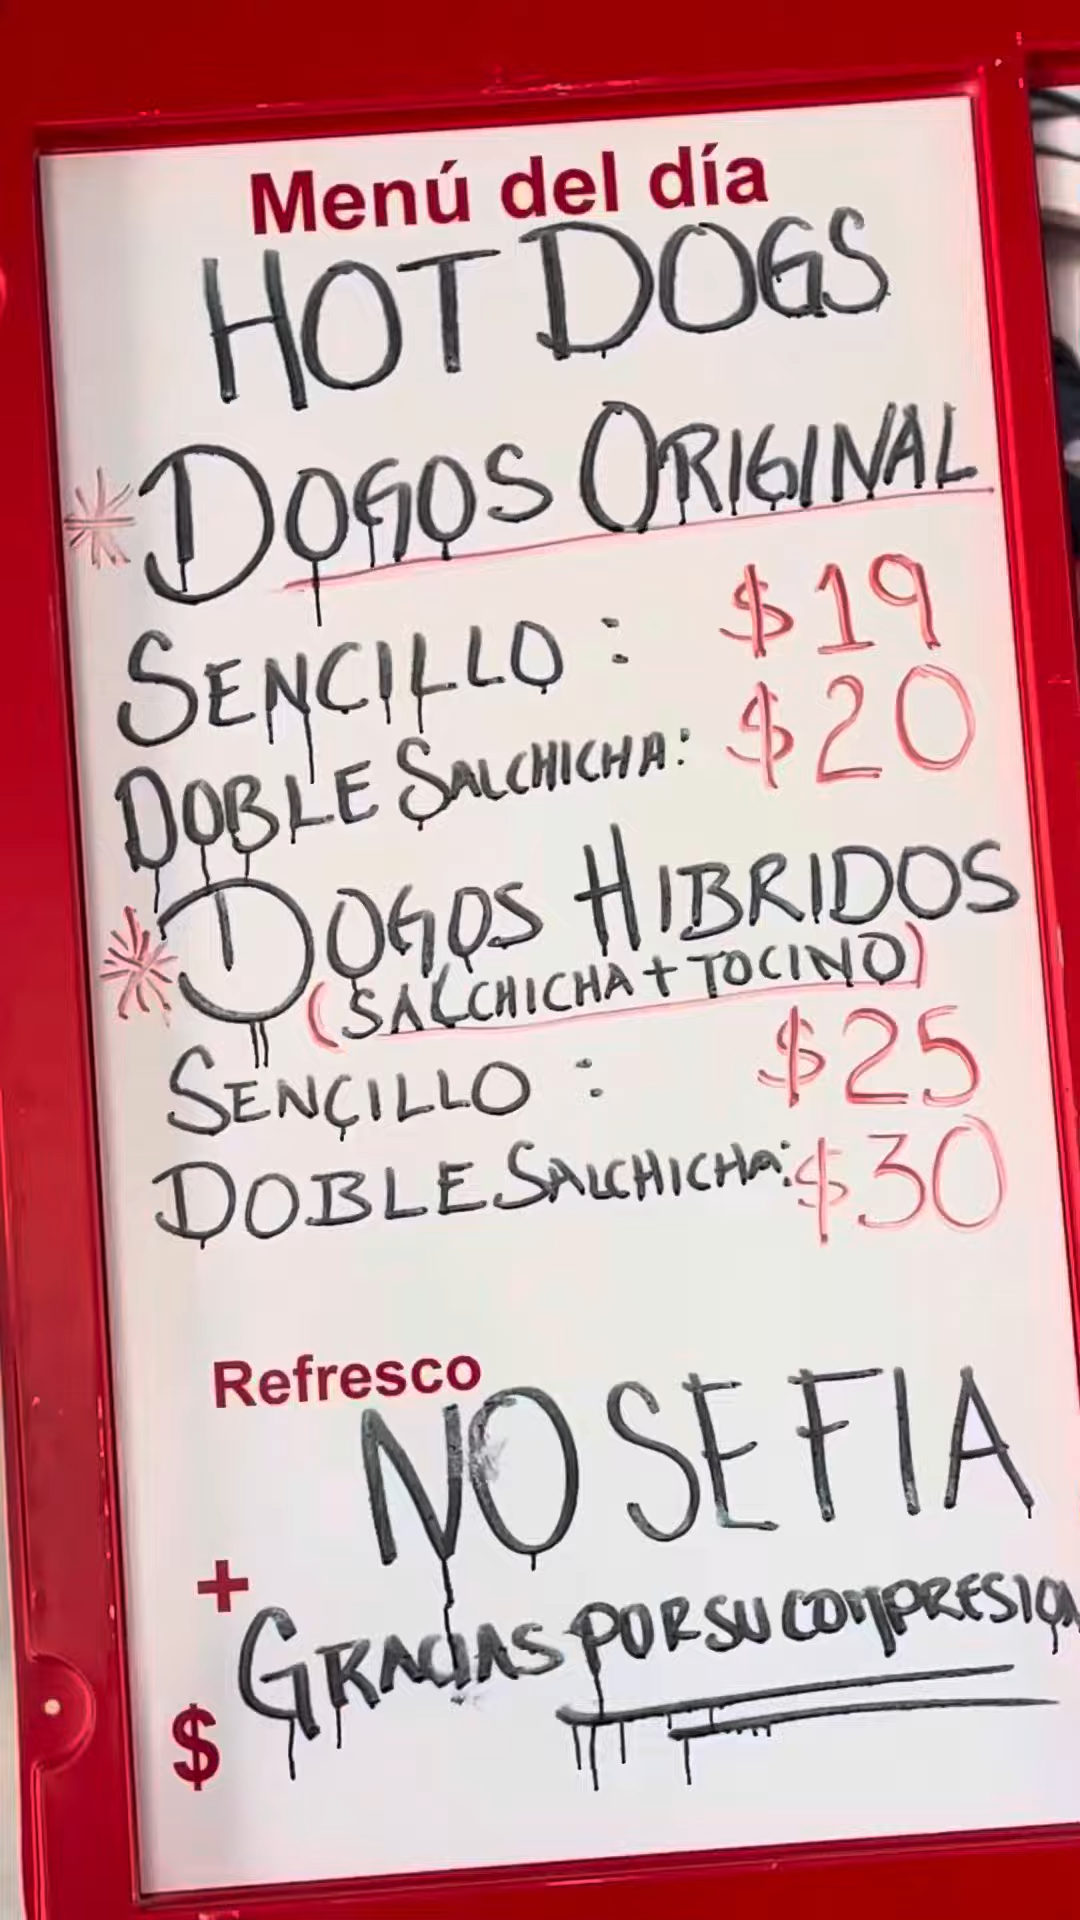 Menú del día
HOT DOGS
DOGOS ORIGINAL
SENCILLO: $19
DOBLE SALCHICHA: $20
DOGOS HIBRIDOS
(SALCHICHA + TOCINO)
SENCILLO: $25
DOBLE SALCHICHA: $30
Refresco
NO SE FIA
+
GRACIAS POR SU COMPRESION
$